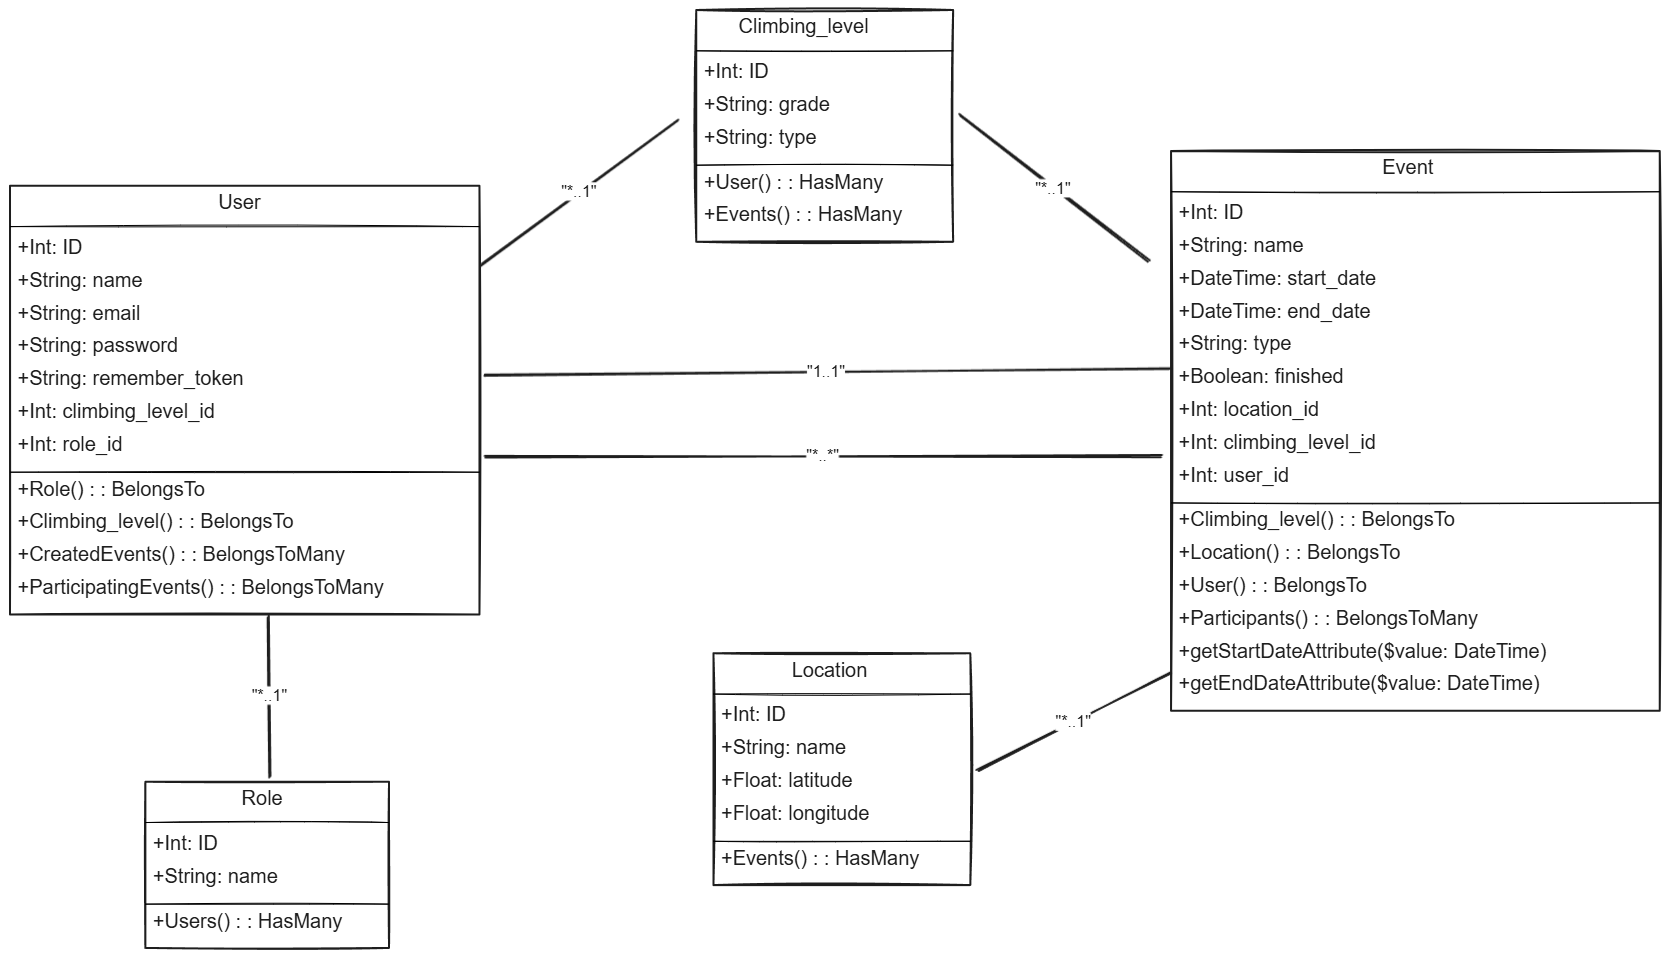 Climbing_level
+Int: ID
+String: grade
+String: type
+User() : : HasMany
+Events() : : HasMany
"*..1"
"*..1"
User
+Int: ID
+String: name
+String: email
+String: password
+String: remember_token
+Int: climbing_level_id
+Int: role_id
+Role() : : BelongsTo
+Climbing_level() : : BelongsTo
+CreatedEvents() : : BelongsToMany
+ParticipatingEvents() : : BelongsToMany
"1..1"
"*..*"
Event
+Int: ID
+String: name
+DateTime: start_date
+DateTime: end_date
+String: type
+Boolean: finished
+Int: location_id
+Int: climbing_level_id
+Int: user_id
+Climbing_level() : : BelongsTo
+Location() : : BelongsTo
+User() : : BelongsTo
+Participants() : : BelongsToMany
+getStartDateAttribute($value: DateTime)
+getEndDateAttribute($value: DateTime)
"*..1"
"*..1"
Location
+Int: ID
+String: name
+Float: latitude
+Float: longitude
+Events() : : HasMany
Role
+Int: ID
+String: name
+Users() : : HasMany